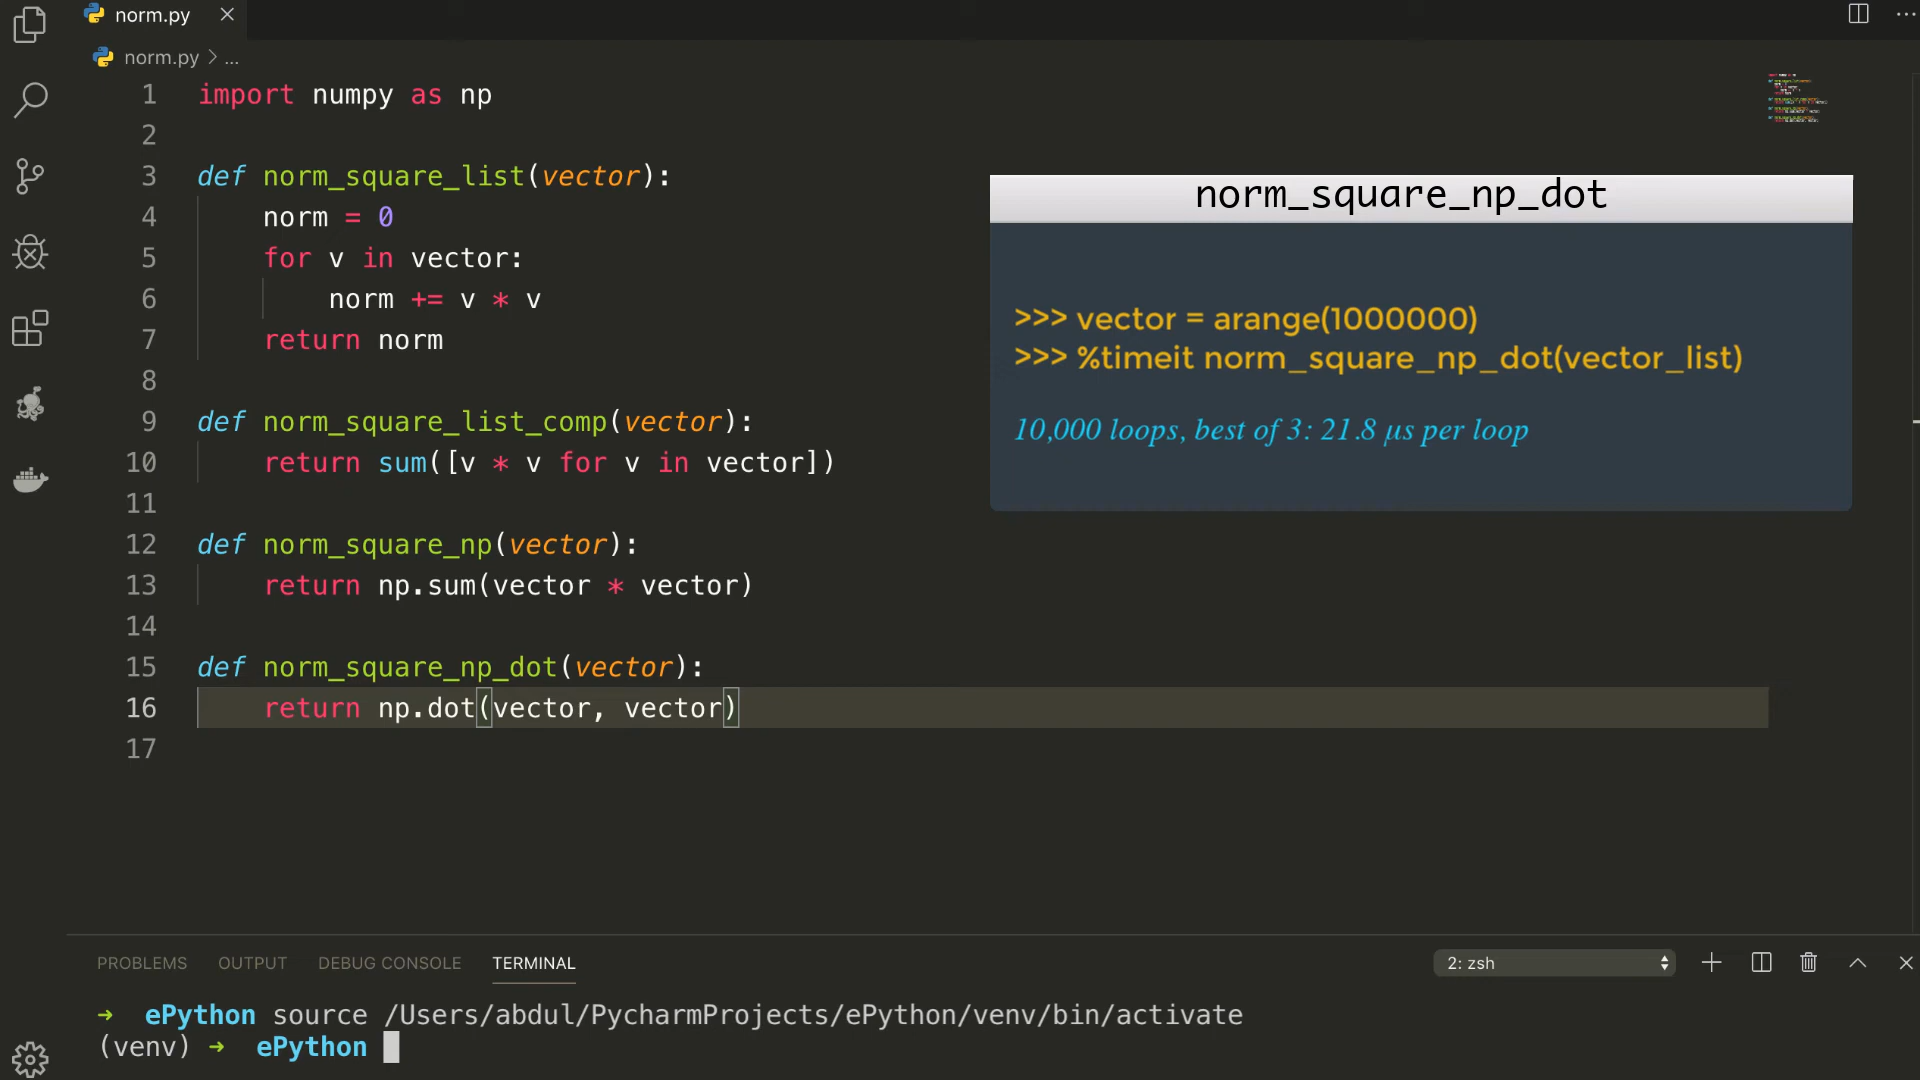 norm.py
norm.py > ...
1 import numpy as np
2
3 def norm_square_list(vector):
4     norm = 0
5     for v in vector:
6         norm += v * v
7     return norm
8
9 def norm_square_list_comp(vector):
10     return sum([v * v for v in vector])
11
12 def norm_square_np(vector):
13     return np.sum(vector * vector)
14
15 def norm_square_np_dot(vector):
16     return np.dot(vector, vector)
17
norm_square_np_dot
>>> vector = arange(1000000)
>>> %timeit norm_square_np_dot(vector_list)
10,000 loops, best of 3: 21.8 µs per loop
PROBLEMS OUTPUT DEBUG CONSOLE TERMINAL 2: zsh
→ ePython source /Users/abdul/PycharmProjects/ePython/venv/bin/activate
(venv) → ePython